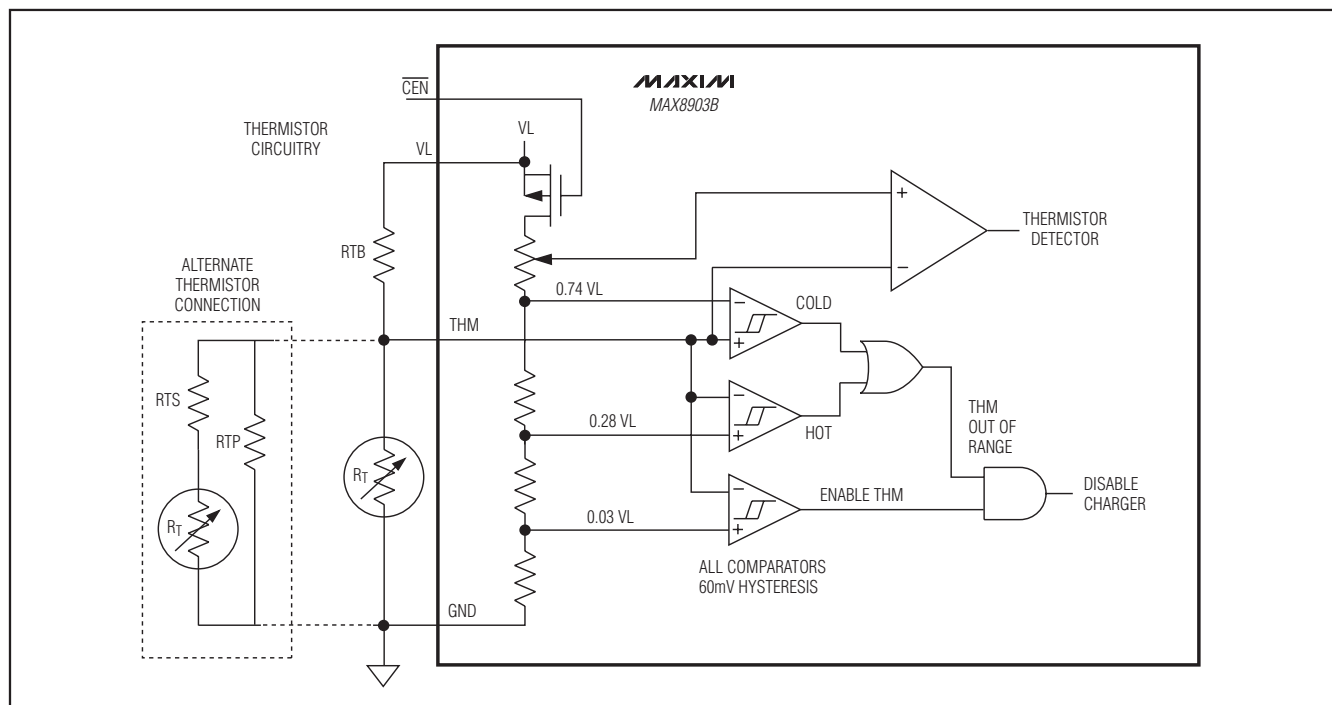 MAXIM
MAX8903B
CEN
THERMISTOR
CIRCUITRY
VL
VL
THERMISTOR
DETECTOR
RTB
ALTERNATE
THERMISTOR
CONNECTION
0.74 VL
COLD
THM
RTS
RTP
0.28 VL
HOT
THM
OUT OF
RANGE
RT
RT
0.03 VL
ENABLE THM
DISABLE
CHARGER
ALL COMPARATORS
60mV HYSTERESIS
GND